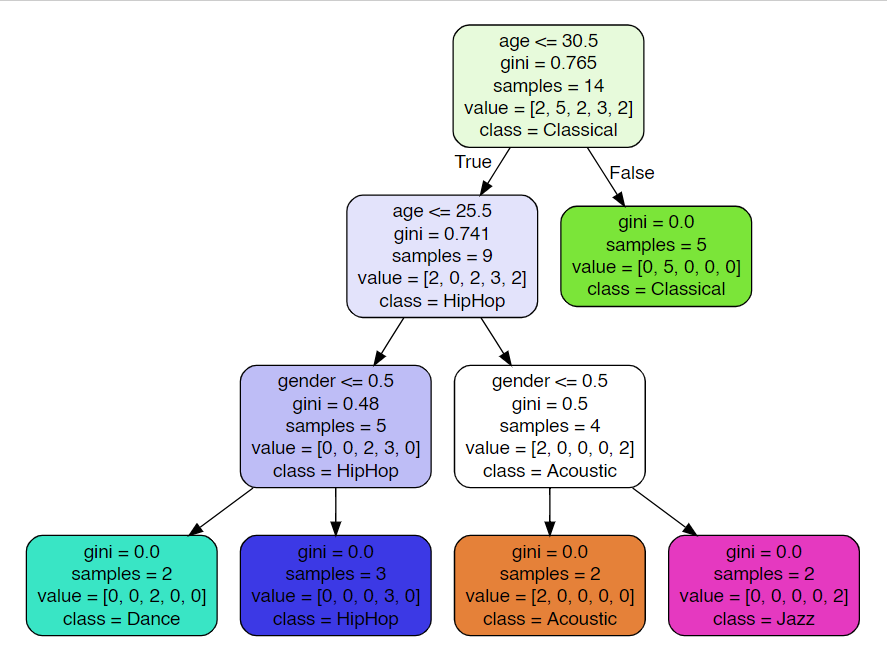 age <= 30.5
gini = 0.765
samples = 14
value = [2, 5, 2, 3, 2]
class = Classical
True
False
age <= 25.5
gini = 0.741
samples = 9
value = [2, 0, 2, 3, 2]
class = HipHop
gini = 0.0
samples = 5
value = [0, 5, 0, 0, 0]
class = Classical
gender <= 0.5
gini = 0.48
samples = 5
value = [0, 0, 2, 3, 0]
class = HipHop
gender <= 0.5
gini = 0.5
samples = 4
value = [2, 0, 0, 0, 2]
class = Acoustic
gini = 0.0
samples = 2
value = [0, 0, 2, 0, 0]
class = Dance
gini = 0.0
samples = 3
value = [0, 0, 0, 3, 0]
class = HipHop
gini = 0.0
samples = 2
value = [2, 0, 0, 0, 0]
class = Acoustic
gini = 0.0
samples = 2
value = [0, 0, 0, 0, 2]
class = Jazz